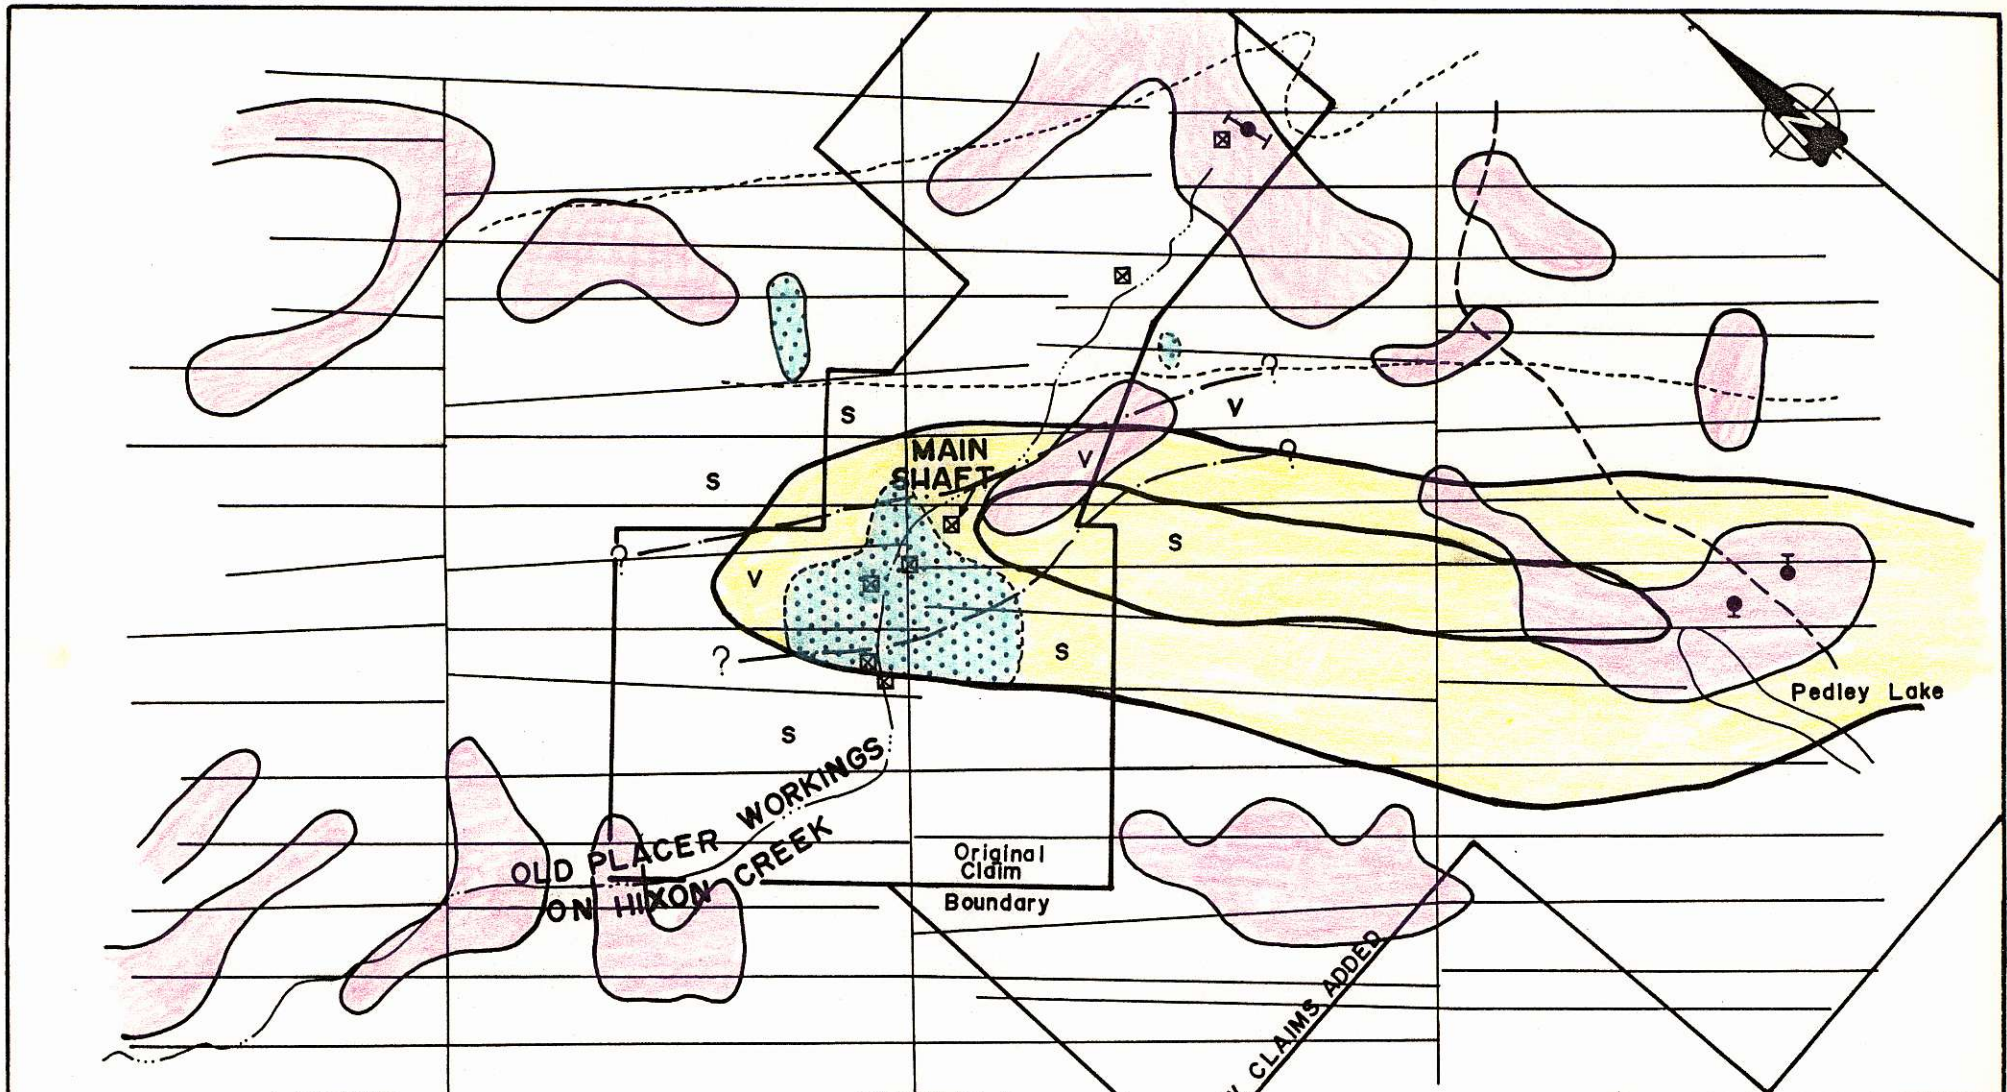 N
?
S
V
MAIN
SHAFT
V
?
S
S
?
V
S
?
S
Pedley Lake
S
OLD PLACER WORKINGS
ON HIXON CREEK
Original
Claim
Boundary
CLAIMS ADDED